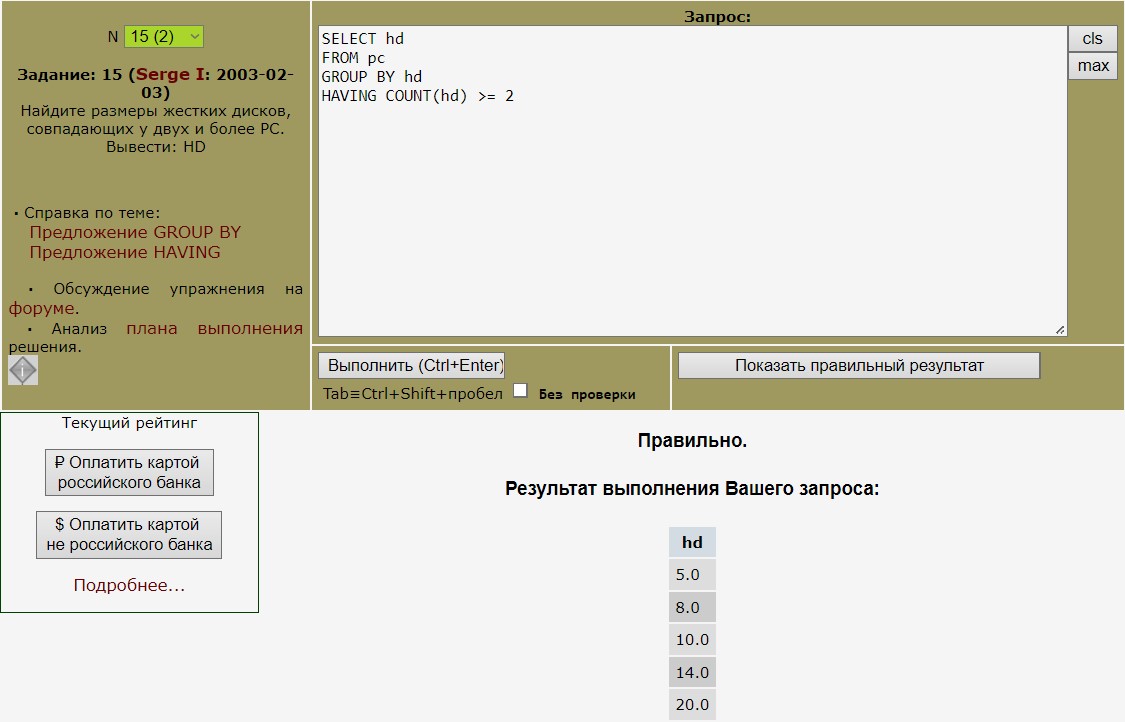 N 15 (2)
Задание: 15 (Serge I: 2003-02-
03)
Найдите размеры жестких дисков,
совпадающих у двух и более PC.
Вывести: HD
· Справка по теме:
Предложение GROUP BY
Предложение HAVING
· Обсуждение упражнения на
форуме.
· Анализ плана выполнения
решения.
i
Запрос:
SELECT hd
FROM pc
GROUP BY hd
HAVING COUNT(hd) >= 2
cls
max
Выполнить (Ctrl+Enter)
Tab≡Ctrl+Shift+пробел Без проверки
Показать правильный результат
Текущий рейтинг
₽ Оплатить картой
российского банка
$ Оплатить картой
не российского банка
Подробнее...
Правильно.
Результат выполнения Вашего запроса:
hd
5.0
8.0
10.0
14.0
20.0